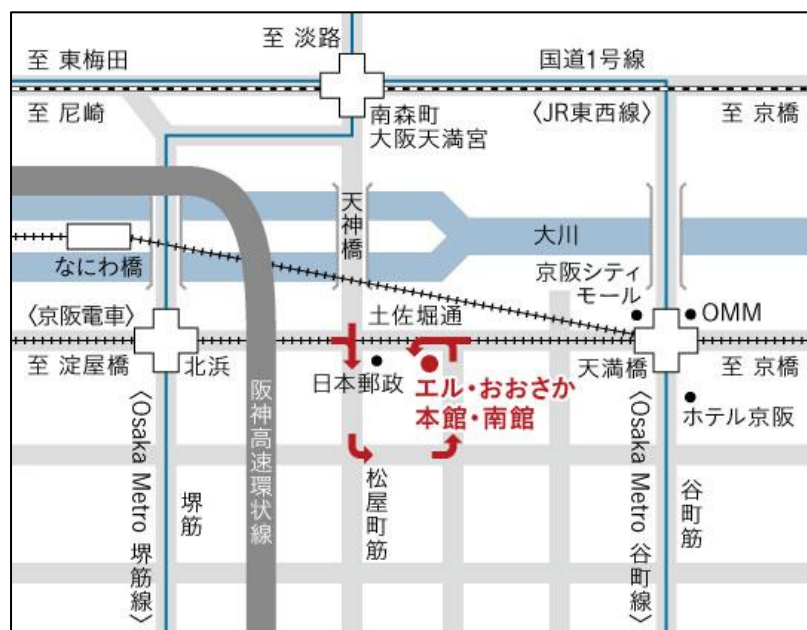 至 淡路
至 東梅田
国道1号線
至 尼崎
南森町
大阪天満宮
〈JR東西線〉
至 京橋
天神橋
大川
なにわ橋
京阪シティ
モール
〈京阪電車〉
土佐堀通
OMM
至 淀屋橋
北浜
日本郵政
エル・おおさか
本館・南館
天満橋
至 京橋
ホテル京阪
阪神高速環状線
〈Osaka Metro 堺筋線〉
堺筋
松屋町筋
〈Osaka Metro 谷町線〉
谷町筋